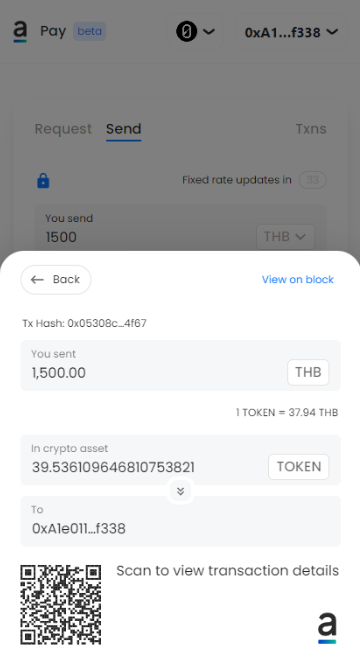 a Pay beta 0xA1...f338
Request Send Txns
Fixed rate updates in 33
You send
1500 THB
Back View on block
Tx Hash: 0x05308c...4f67
You sent
1,500.00 THB
1 TOKEN = 37.94 THB
In crypto asset
39.536109646810753821 TOKEN
To
0xA1e011...f338
Scan to view transaction details
a